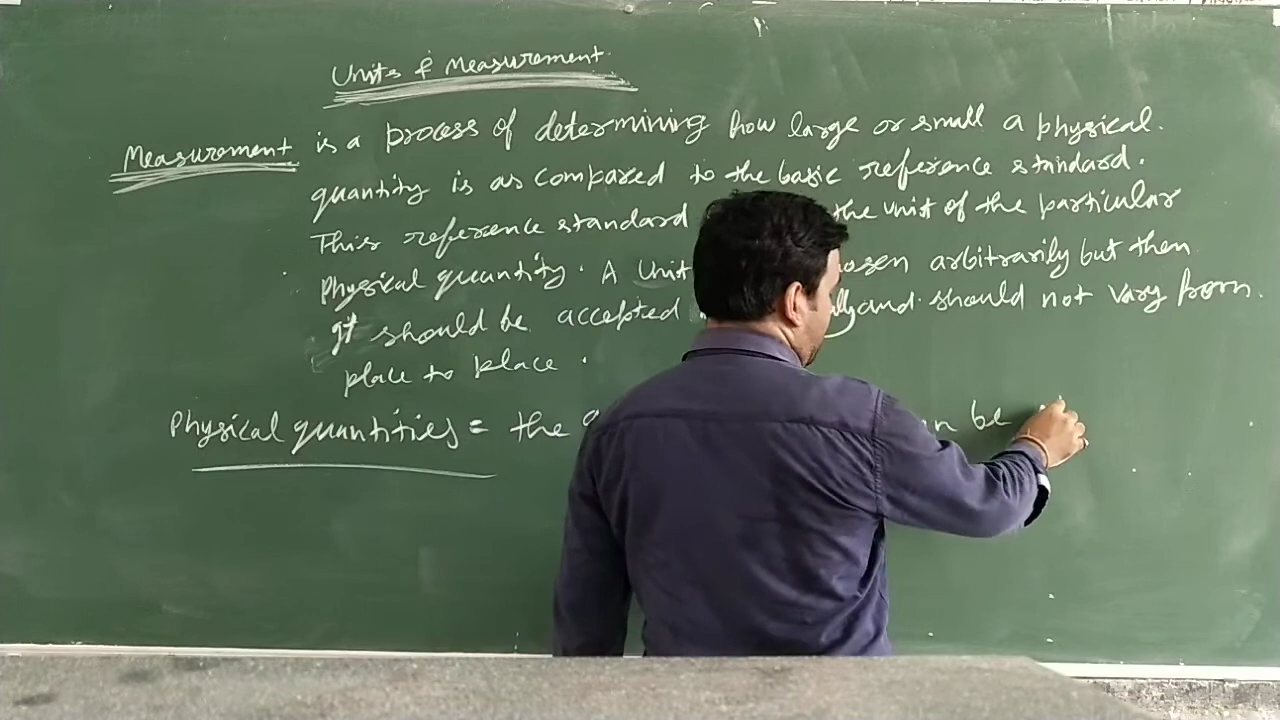 Units & Measurement.
Measurement is a process of determining how large or small a physical.
quantity is as compared to the basic reference standard.
This reference standard the unit of the particular
Physical quantity. A Unit arbitrarily but then
It should be accepted and should not vary from.
place to place.
Physical quantities = the be